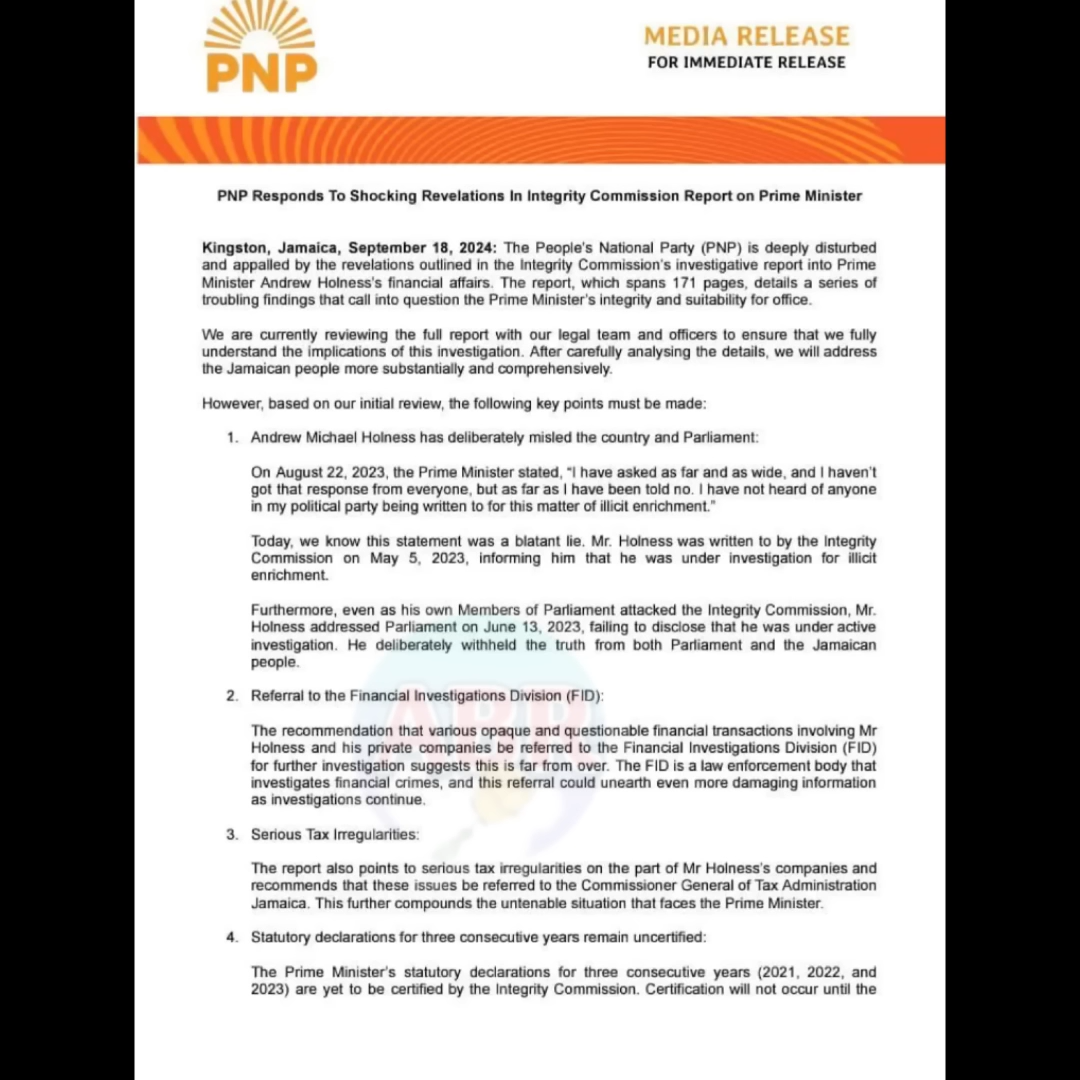 PNP
MEDIA RELEASE
FOR IMMEDIATE RELEASE
PNP Responds To Shocking Revelations In Integrity Commission Report on Prime Minister
Kingston, Jamaica, September 18, 2024: The People's National Party (PNP) is deeply disturbed
and appalled by the revelations outlined in the Integrity Commission's investigative report into Prime
Minister Andrew Holness's financial affairs. The report, which spans 171 pages, details a series of
troubling findings that call into question the Prime Minister's integrity and suitability for office.
We are currently reviewing the full report with our legal team and officers to ensure that we fully
understand the implications of this investigation. After carefully analysing the details, we will address
the Jamaican people more substantially and comprehensively.
However, based on our initial review, the following key points must be made:
1. Andrew Michael Holness has deliberately misled the country and Parliament:
On August 22, 2023, the Prime Minister stated, “I have asked as far and as wide, and I haven't
got that response from everyone, but as far as I have been told no. I have not heard of anyone
in my political party being written to for this matter of illicit enrichment.”
Today, we know this statement was a blatant lie. Mr. Holness was written to by the Integrity
Commission on May 5, 2023, informing him that he was under investigation for illicit
enrichment.
Furthermore, even as his own Members of Parliament attacked the Integrity Commission, Mr.
Holness addressed Parliament on June 13, 2023, failing to disclose that he was under active
investigation. He deliberately withheld the truth from both Parliament and the Jamaican
people.
2. Referral to the Financial Investigations Division (FID):
The recommendation that various opaque and questionable financial transactions involving Mr
Holness and his private companies be referred to the Financial Investigations Division (FID)
for further investigation suggests this is far from over. The FID is a law enforcement body that
investigates financial crimes, and this referral could unearth even more damaging information
as investigations continue.
3. Serious Tax Irregularities:
The report also points to serious tax irregularities on the part of Mr Holness's companies and
recommends that these issues be referred to the Commissioner General of Tax Administration
Jamaica. This further compounds the untenable situation that faces the Prime Minister.
4. Statutory declarations for three consecutive years remain uncertified:
The Prime Minister's statutory declarations for three consecutive years (2021, 2022, and
2023) are yet to be certified by the Integrity Commission. Certification will not occur until the